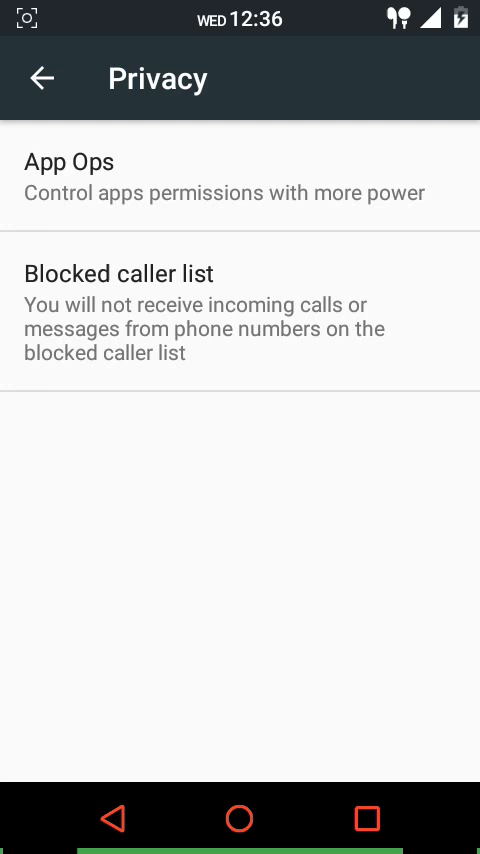 WED 12:36
Privacy
App Ops
Control apps permissions with more power
Blocked caller list
You will not receive incoming calls or
messages from phone numbers on the
blocked caller list